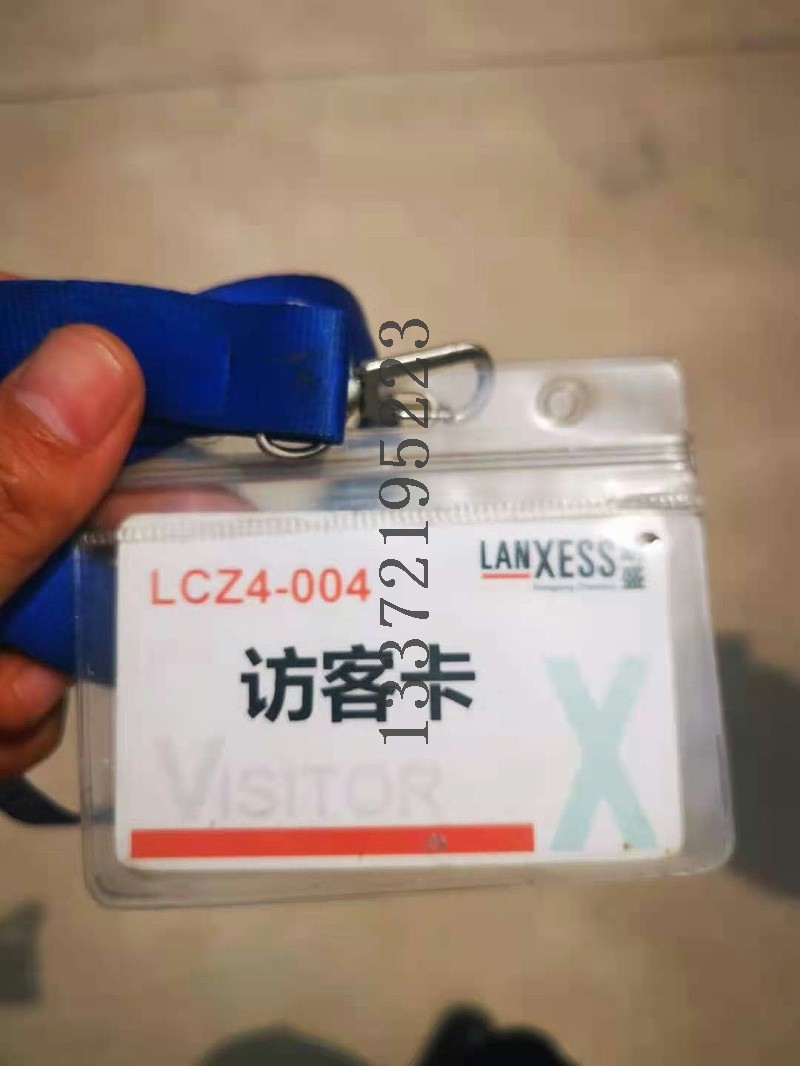 LCZ4-004
LANXESS
访客卡
VISITOR
X
13372195223